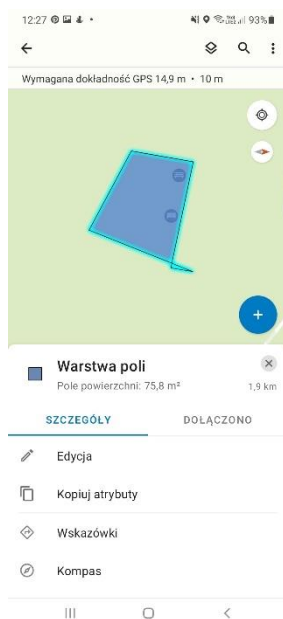 12:27 93%
Wymagana dokładność GPS 14,9 m • 10 m
Warstwa poli
Pole powierzchni: 75,8 m²
1,9 km
SZCZEGÓŁY DOŁĄCZONO
Edycja
Kopiuj atrybuty
Wskazówki
Kompas